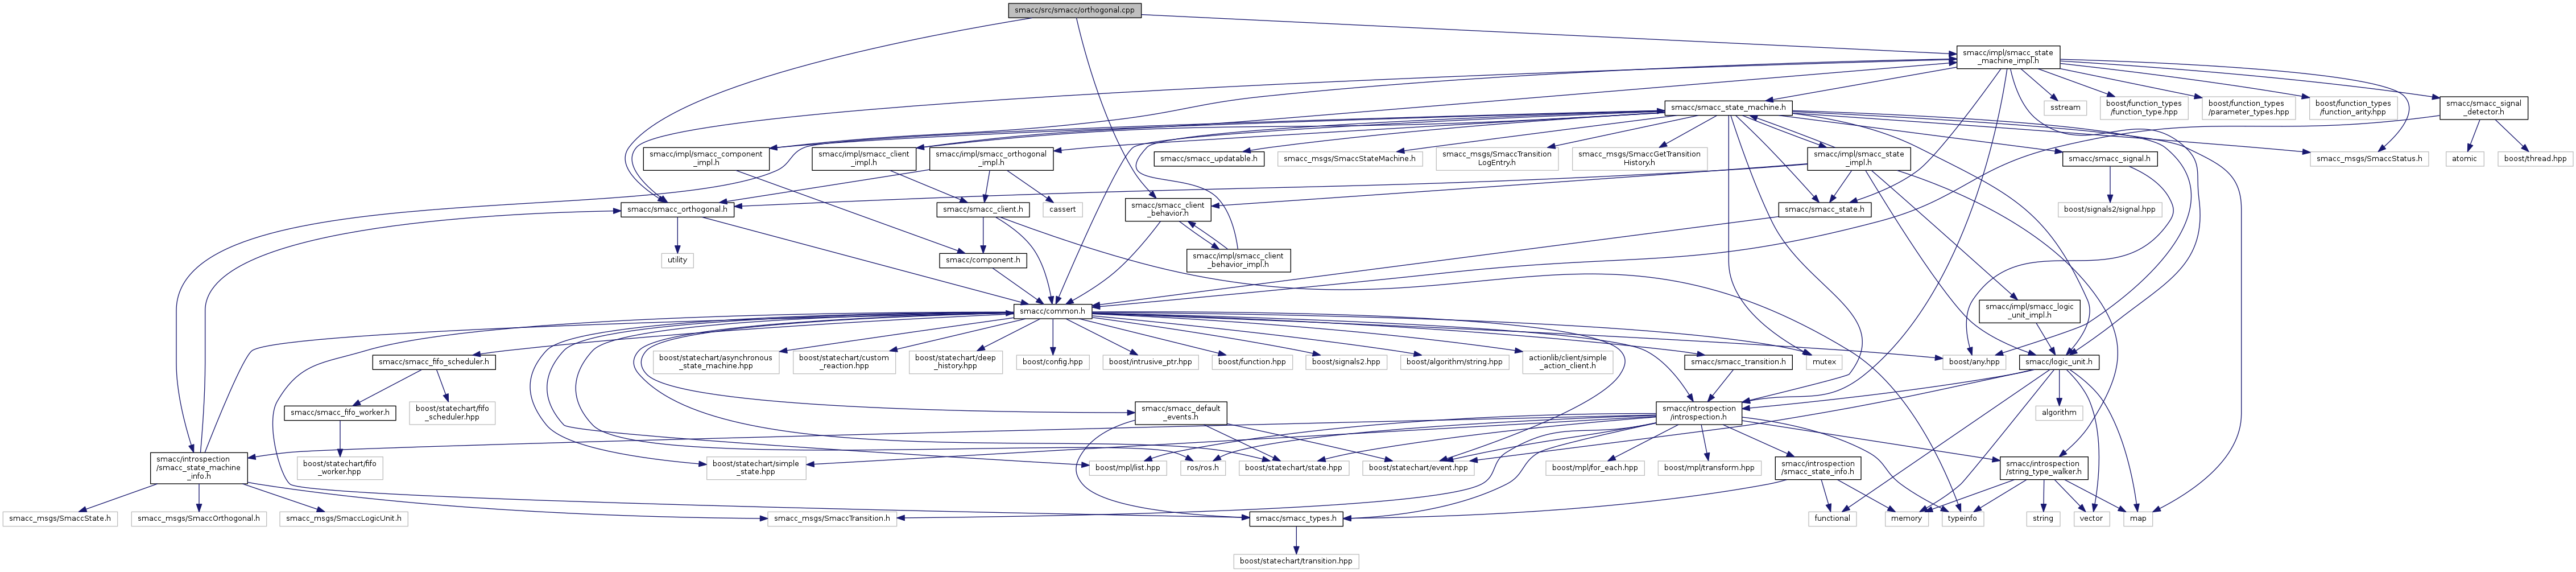 smacc/src/smacc/orthogonal.cpp
smacc/impl/smacc_state
_machine_impl.h
smacc/smacc_state_machine.h
sstream
boost/function_types
/function_type.hpp
boost/function_types
/parameter_types.hpp
boost/function_types
/function_arity.hpp
smacc/smacc_signal
_detector.h
smacc/impl/smacc_component
_impl.h
smacc/impl/smacc_client
_impl.h
smacc/impl/smacc_orthogonal
_impl.h
smacc/smacc_updatable.h
smacc_msgs/SmaccStateMachine.h
smacc_msgs/SmaccTransition
LogEntry.h
smacc_msgs/SmaccGetTransition
History.h
smacc/impl/smacc_state
_impl.h
smacc/smacc_signal.h
smacc_msgs/SmaccStatus.h
atomic
boost/thread.hpp
smacc/smacc_orthogonal.h
smacc/smacc_client.h
cassert
smacc/smacc_client
_behavior.h
smacc/smacc_state.h
boost/signals2/signal.hpp
utility
smacc/component.h
smacc/impl/smacc_client
_behavior_impl.h
smacc/common.h
smacc/impl/smacc_logic
_unit_impl.h
smacc/smacc_fifo_scheduler.h
boost/statechart/asynchronous
_state_machine.hpp
boost/statechart/custom
_reaction.hpp
boost/statechart/deep
_history.hpp
boost/config.hpp
boost/intrusive_ptr.hpp
boost/function.hpp
boost/signals2.hpp
boost/algorithm/string.hpp
actionlib/client/simple
_action_client.h
smacc/smacc_transition.h
mutex
boost/any.hpp
smacc/logic_unit.h
smacc/smacc_fifo_worker.h
boost/statechart/fifo
_scheduler.hpp
smacc/smacc_default
_events.h
smacc/introspection
/introspection.h
algorithm
smacc/introspection
/smacc_state_machine
_info.h
boost/statechart/fifo
_worker.hpp
boost/statechart/simple
_state.hpp
boost/mpl/list.hpp
ros/ros.h
boost/statechart/state.hpp
boost/statechart/event.hpp
boost/mpl/for_each.hpp
boost/mpl/transform.hpp
smacc/introspection
/smacc_state_info.h
smacc/introspection
/string_type_walker.h
smacc_msgs/SmaccState.h
smacc_msgs/SmaccOrthogonal.h
smacc_msgs/SmaccLogicUnit.h
smacc_msgs/SmaccTransition.h
smacc/smacc_types.h
functional
memory
typeinfo
string
vector
map
boost/statechart/transition.hpp